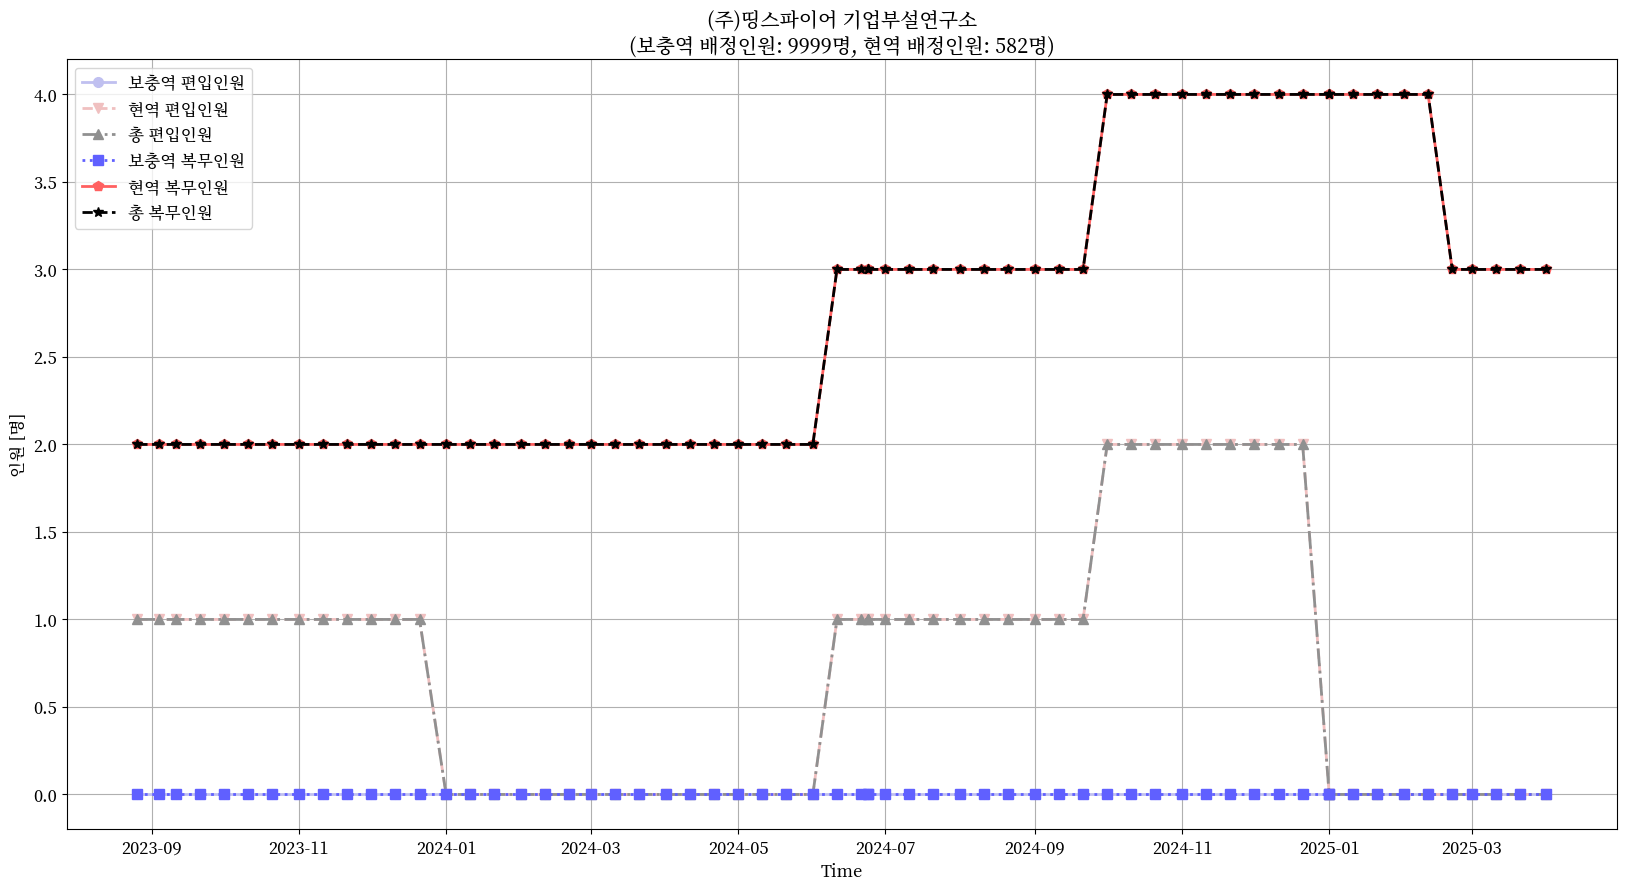 (주)띵스파이어 기업부설연구소
(보충역 배정인원: 9999명, 현역 배정인원: 582명)
보충역 편입인원
현역 편입인원
총 편입인원
보충역 복무인원
현역 복무인원
총 복무인원
4.0
3.5
3.0
2.5
2.0
1.5
1.0
0.5
0.0
인원 [명]
2023-09 2023-11 2024-01 2024-03 2024-05 2024-07 2024-09 2024-11 2025-01 2025-03
Time